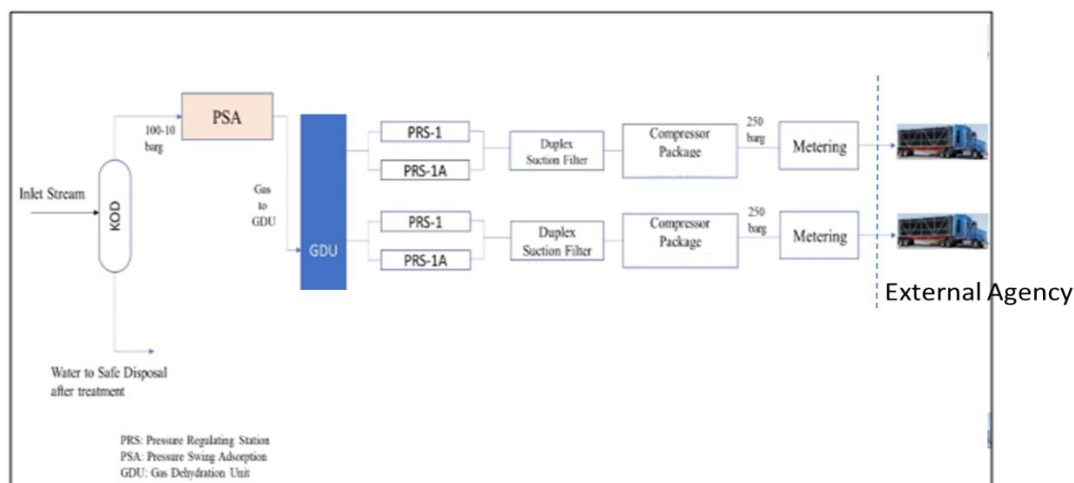 PSA
100-10
barg
Inlet Stream
KOD
Gas
to
GDU
GDU
PRS-1
PRS-1A
Duplex
Suction Filter
Compressor
Package
250
barg
Metering
PRS-1
PRS-1A
Duplex
Suction Filter
Compressor
Package
250
barg
Metering
External Agency
Water to Safe Disposal
after treatment
PRS: Pressure Regulating Station
PSA: Pressure Swing Adsorption
GDU: Gas Dehydration Unit